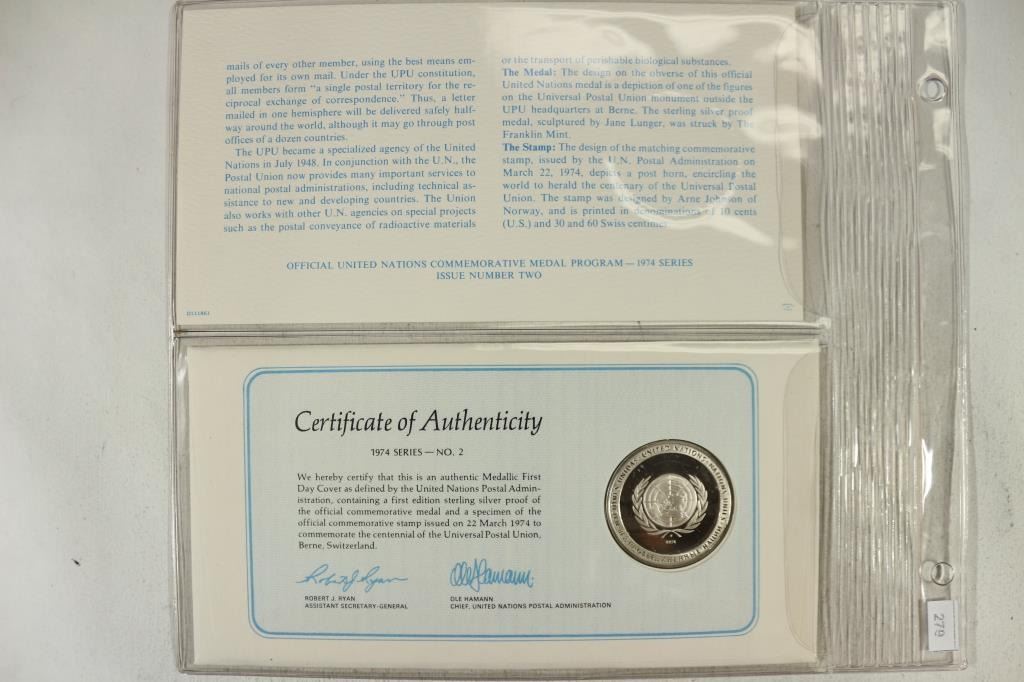 mails of every other member, using the best means em-
ployed for its own mail. Under the UPU constitution,
all members form "a single postal territory for the re-
ciprocal exchange of correspondence." Thus, a letter
mailed in one hemisphere will be delivered safely half-
way around the world, although it may go through post
offices of a dozen countries.
The UPU became a specialized agency of the United
Nations in July 1948. In conjunction with the U.N., the
Postal Union now provides many important services to
national postal administrations, including technical as-
sistance to new and developing countries. The Union
also works with other U.N. agencies on special projects
such as the postal conveyance of radioactive materials
or the transport of perishable biological substances.
The Medal: The design on the obverse of this official
United Nations medal is a depiction of one of the figures
on the Universal Postal Union monument outside the
UPU headquarters at Berne. The sterling silver proof
medal, sculptured by Jane Lunger, was struck by The
Franklin Mint.
The Stamp: The design of the matching commemorative
stamp, issued by the U.N. Postal Administration on
March 22, 1974, depicts a post horn, encircling the
world to herald the centenary of the Universal Postal
Union. The stamp was designed by Arne Johnson of
Norway, and is printed in denominations of 10 cents
(U.S.) and 30 and 60 Swiss centimes.
OFFICIAL UNITED NATIONS COMMEMORATIVE MEDAL PROGRAM — 1974 SERIES
ISSUE NUMBER TWO
Certificate of Authenticity
1974 SERIES — NO. 2
We hereby certify that this is an authentic Medallic First
Day Cover as defined by the United Nations Postal Admin-
istration, containing a first edition sterling silver proof of
the official commemorative medal and a specimen of the
official commemorative stamp issued on 22 March 1974 to
commemorate the centennial of the Universal Postal Union,
Berne, Switzerland.
Robert J. Ryan
Ole Hamann
ROBERT J. RYAN
ASSISTANT SECRETARY-GENERAL
OLE HAMANN
CHIEF, UNITED NATIONS POSTAL ADMINISTRATION
UNITED NATIONS · NATIONS UNIES
279